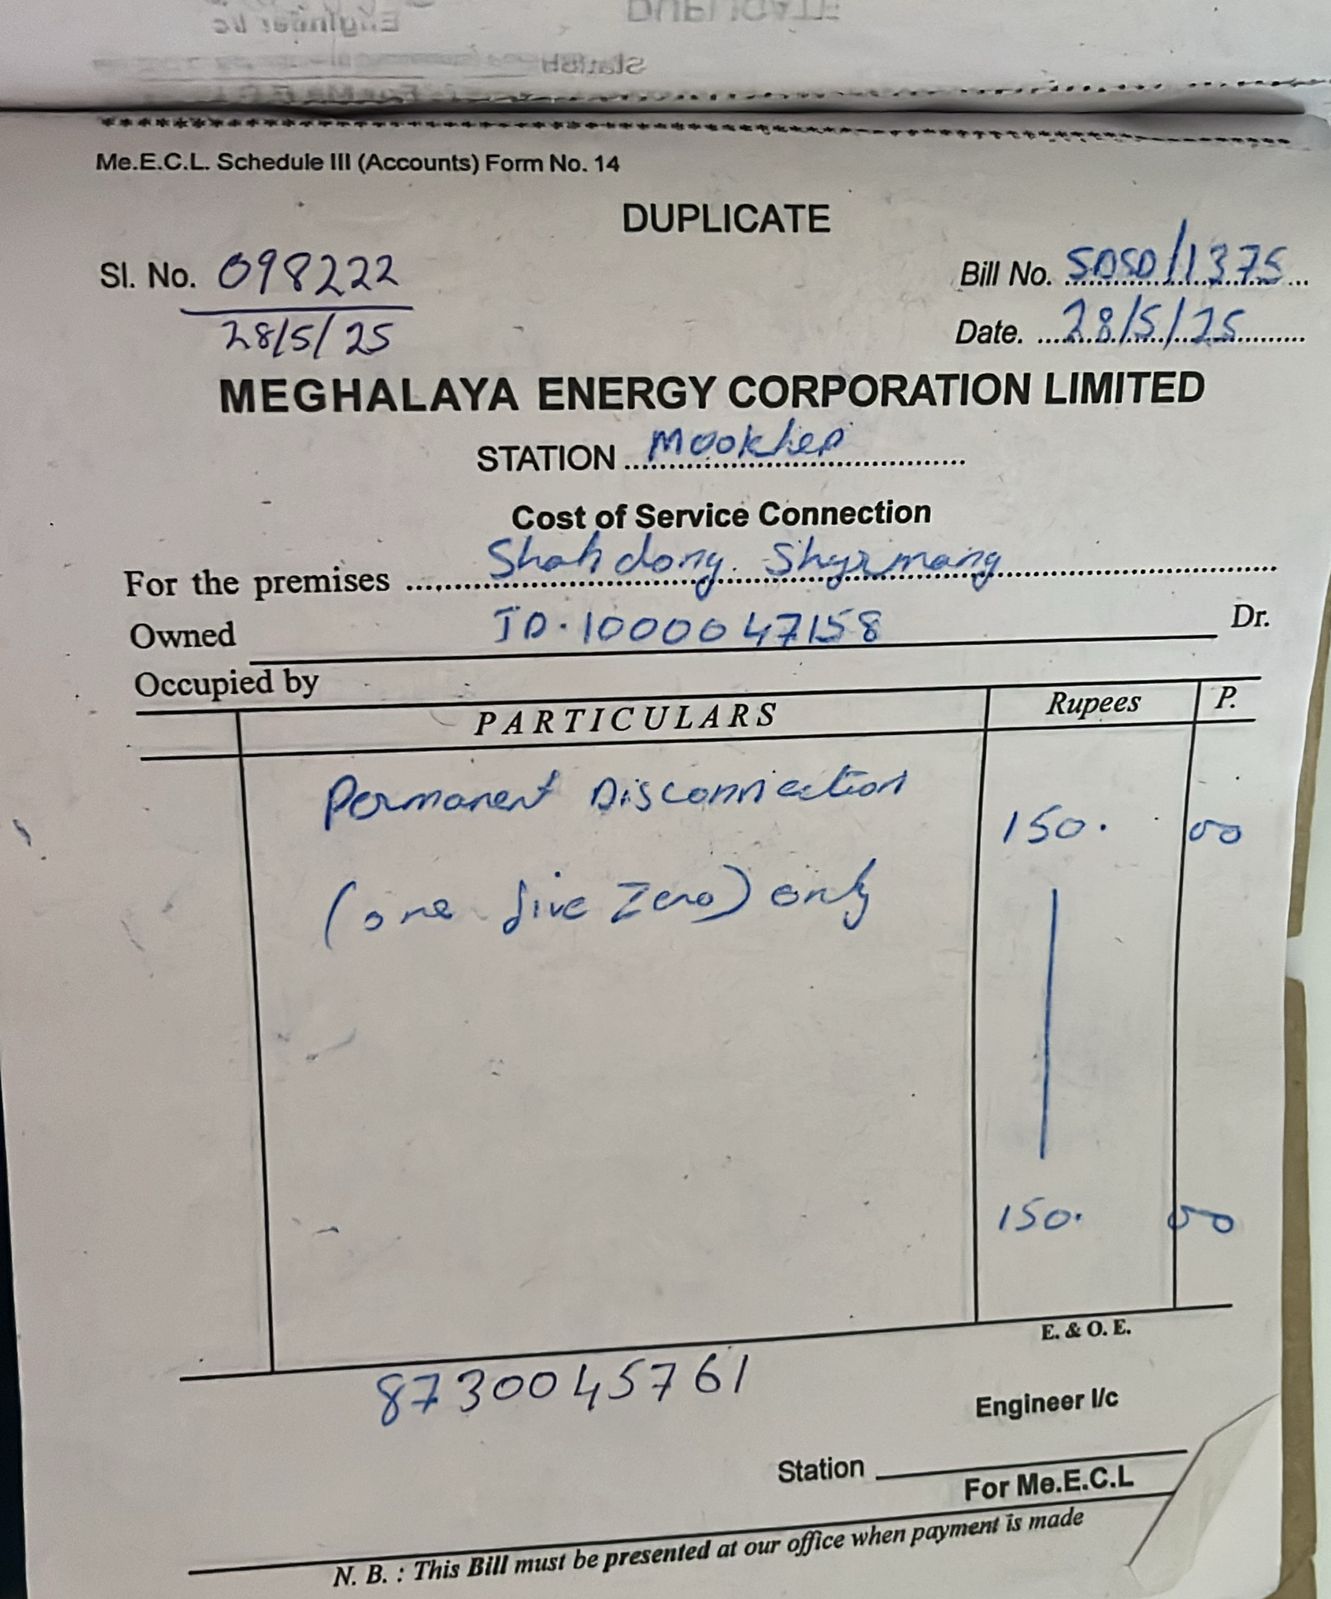 Me.E.C.L. Schedule III (Accounts) Form No. 14
DUPLICATE
Sl. No. 098222
28/5/25
Bill No. SDSD/1375
Date. 28/5/25
MEGHALAYA ENERGY CORPORATION LIMITED
STATION Mookhep
Cost of Service Connection
For the premises Shahdong. Shyrmang
Owned ID.1000047158 Dr.
Occupied by
PARTICULARS Rupees P.
Permanent Disconnection 150. 00
(one five Zero) only
150. 00
E. & O. E.
8730045761
Engineer I/c
Station
For Me.E.C.L
N. B. : This Bill must be presented at our office when payment is made